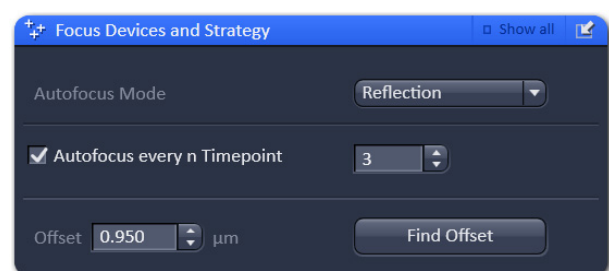 Focus Devices and Strategy Show all
Autofocus Mode Reflection
Autofocus every n Timepoint 3
Offset 0.950 µm Find Offset